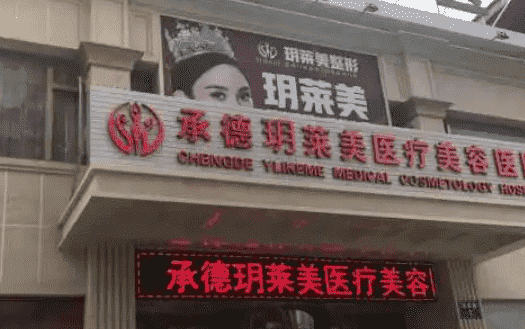 玥莱美整形
玥莱美
承德玥莱美医疗美容医
CHENGDE YLIKEME MEDICAL COSMETOLOGY HOS
承德玥莱美医疗美容